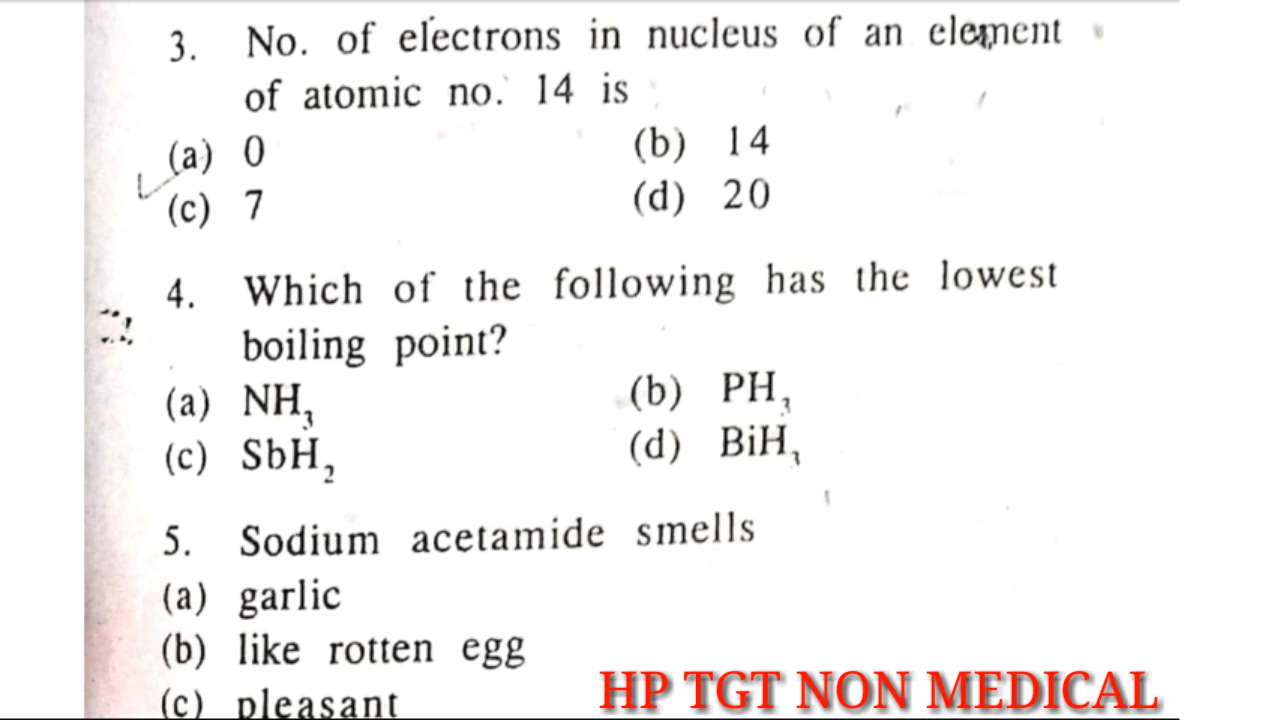 3. No. of electrons in nucleus of an element
of atomic no. 14 is
(a) 0 (b) 14
(c) 7 (d) 20
4. Which of the following has the lowest
boiling point?
(a) NH₃ (b) PH₃
(c) SbH₂ (d) BiH₃
5. Sodium acetamide smells
(a) garlic
(b) like rotten egg
(c) pleasant
HP TGT NON MEDICAL